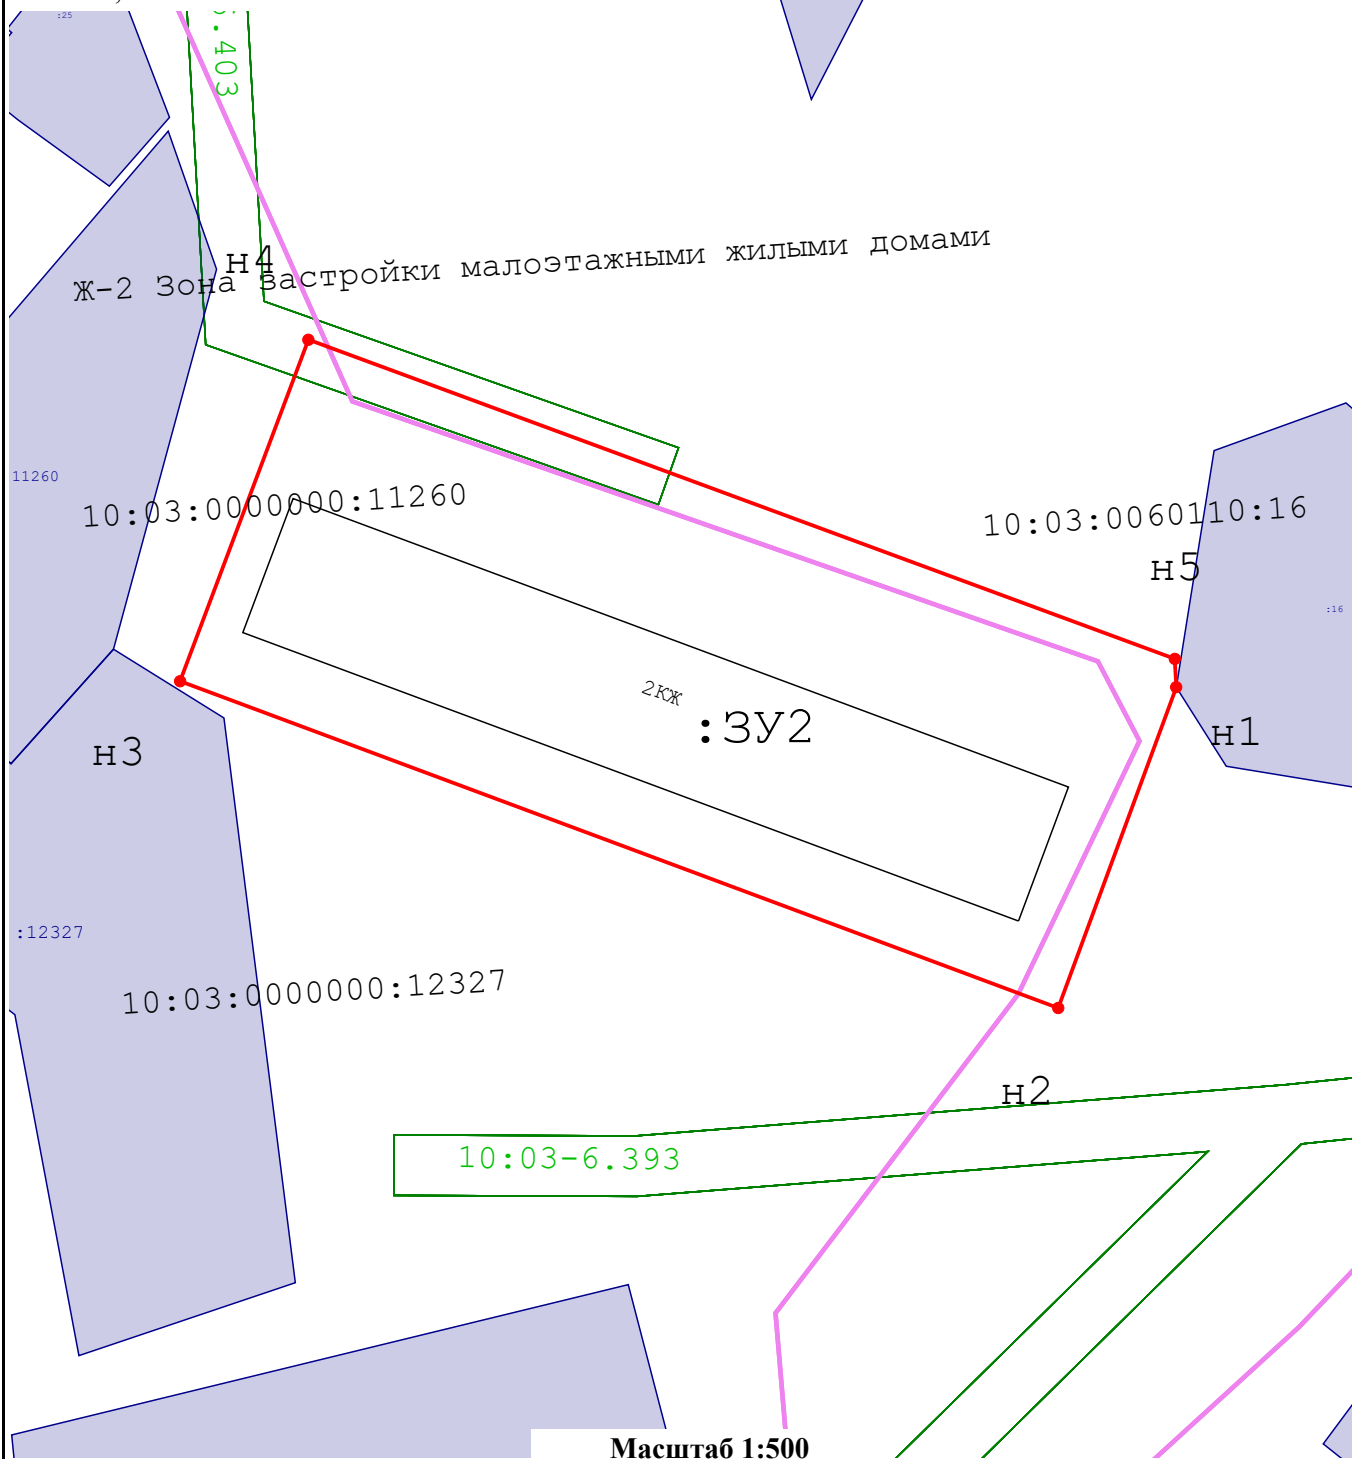 :25
.403
н4
Ж-2 Зона застройки малоэтажными жилыми домами
11260
10:03:0000000:11260
10:03:0060110:16
н5
:16
2КЖ
:ЗУ2
н1
н3
:12327
10:03:0000000:12327
н2
10:03-6.393
Масштаб 1:500